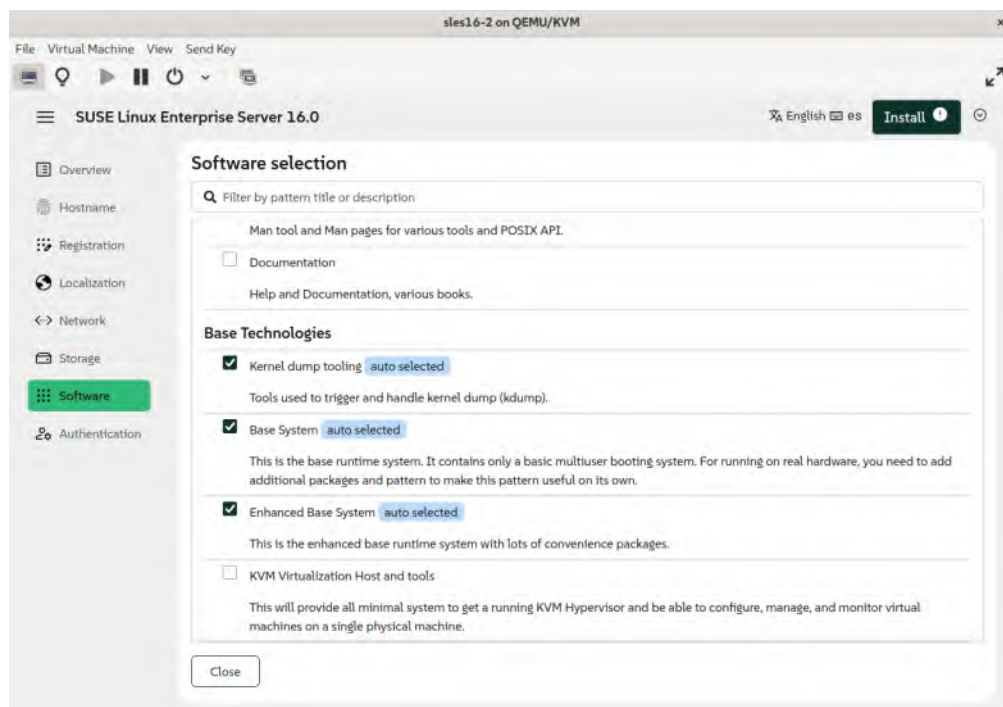 sles16-2 on QEMU/KVM
File Virtual Machine View Send Key
SUSE Linux Enterprise Server 16.0
English es
Install
Overview
Hostname
Registration
Localization
Network
Storage
Software
Authentication
Software selection
Filter by pattern title or description
Man tool and Man pages for various tools and POSIX API.
Documentation
Help and Documentation, various books.
Base Technologies
Kernel dump tooling auto selected
Tools used to trigger and handle kernel dump (kdump).
Base System auto selected
This is the base runtime system. It contains only a basic multiuser booting system. For running on real hardware, you need to add
additional packages and pattern to make this pattern useful on its own.
Enhanced Base System auto selected
This is the enhanced base runtime system with lots of convenience packages.
KVM Virtualization Host and tools
This will provide all minimal system to get a running KVM Hypervisor and be able to configure, manage, and monitor virtual
machines on a single physical machine.
Close